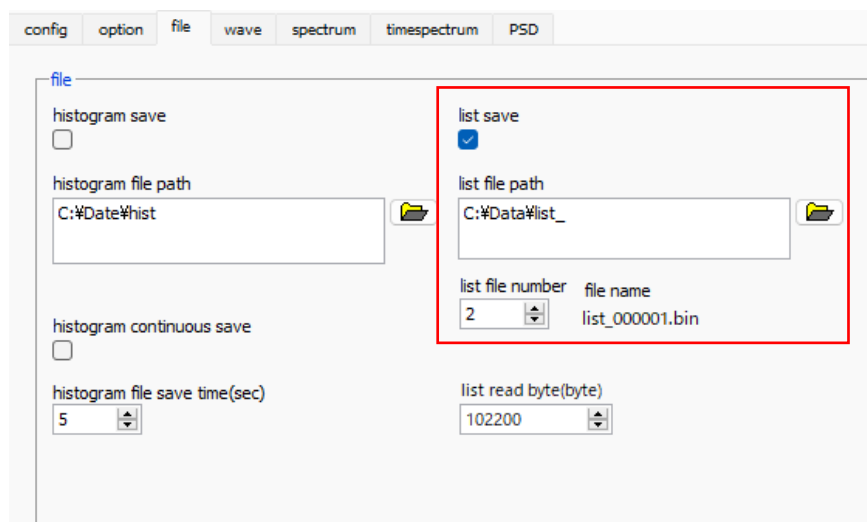 config option file wave spectrum timespectrum PSD
file
histogram save
histogram file path
C:¥Date¥hist
histogram continuous save
histogram file save time(sec)
5
list save
list file path
C:¥Data¥list_
list file number
2
file name
list_000001.bin
list read byte(byte)
102200